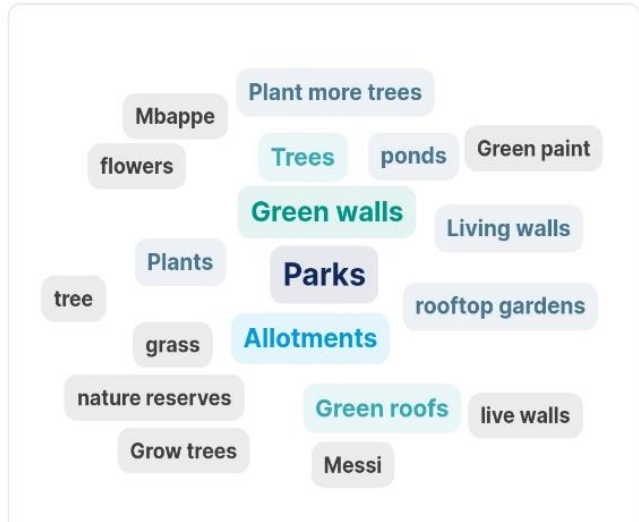 Plant more trees
Mbappe
Trees
ponds
Green paint
flowers
Green walls
Living walls
Plants
Parks
tree
rooftop gardens
grass
Allotments
nature reserves
Green roofs
live walls
Grow trees
Messi